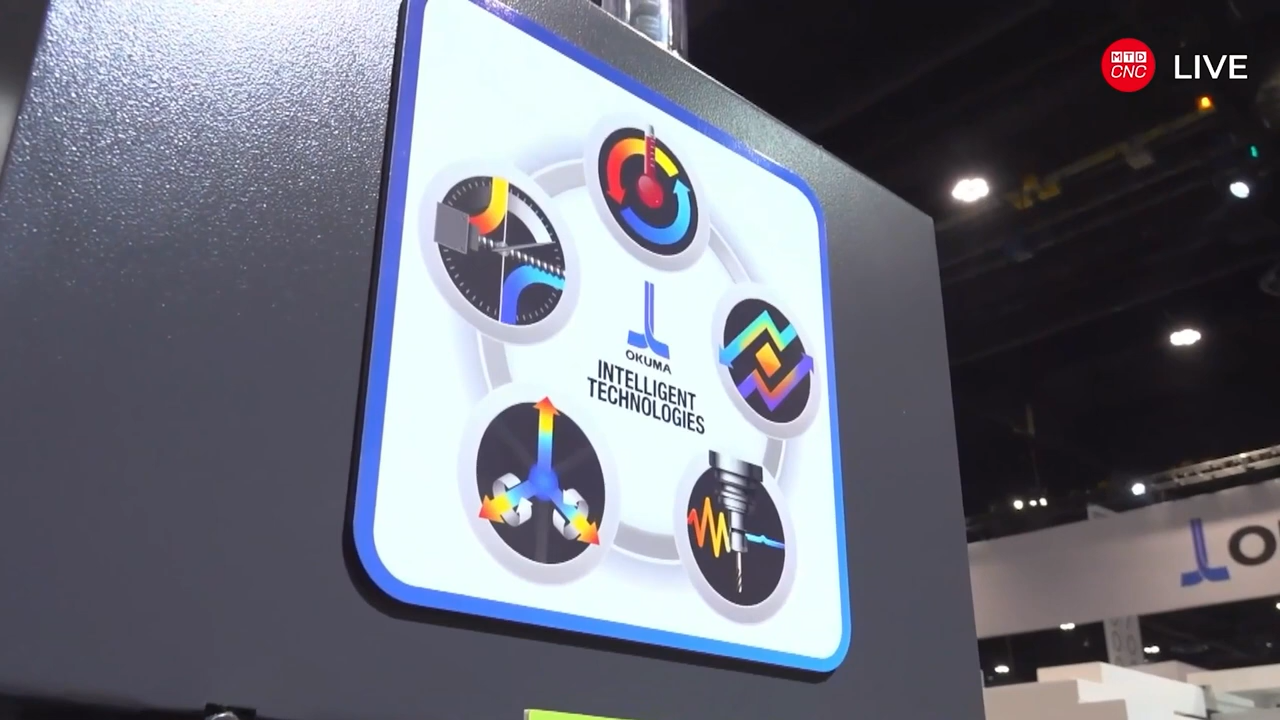 MTD
CNC
LIVE
OKUMA
INTELLIGENT
TECHNOLOGIES